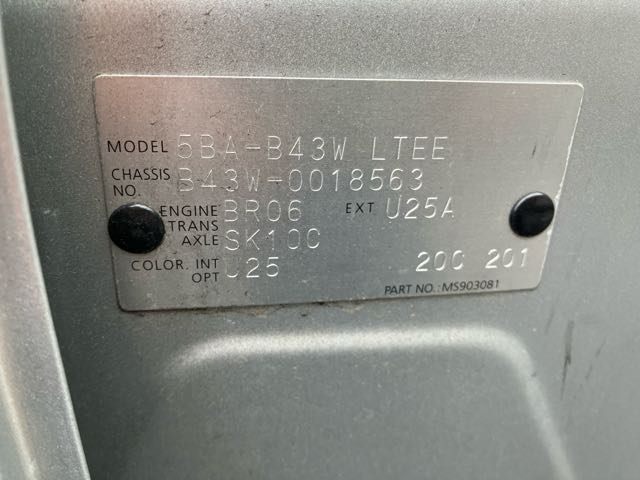 MODEL 5BA-B43W LTEE
CHASSIS NO. B43W-0018563
ENGINE BR06 EXT U25A
TRANS AXLE SK10C
COLOR. INT OPT U25 20C 201
PART NO.: MS903081